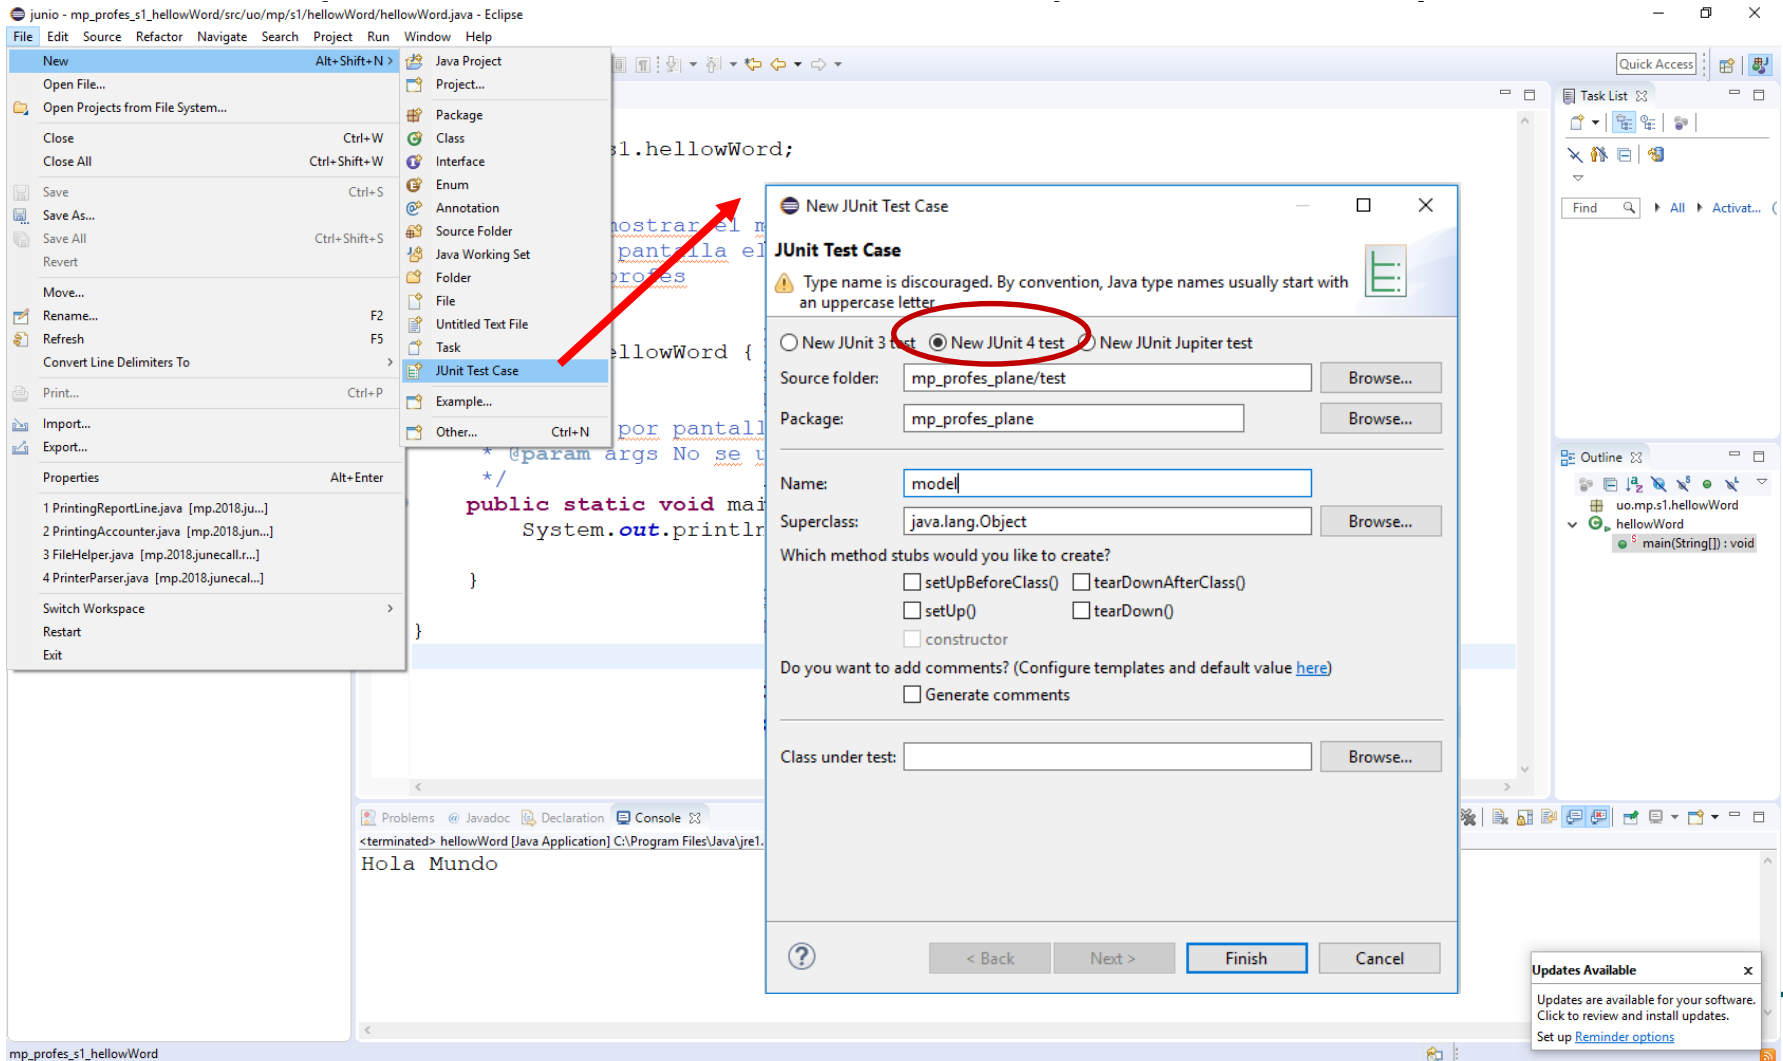 junio - mp_profes_s1_hellowWord/src/uo/mp/s1/hellowWord/hellowWord.java - Eclipse
File Edit Source Refactor Navigate Search Project Run Window Help
New Alt+Shift+N >
Open File...
Open Projects from File System...
Close Ctrl+W
Close All Ctrl+Shift+W
Save Ctrl+S
Save As...
Save All Ctrl+Shift+S
Revert
Move...
Rename... F2
Refresh F5
Convert Line Delimiters To >
Print... Ctrl+P
Import...
Export...
Properties Alt+Enter
1 PrintingReportLine.java [mp.2018.ju...]
2 PrintingAccounter.java [mp.2018.jun...]
3 FileHelper.java [mp.2018.junecall.r...]
4 PrinterParser.java [mp.2018.junecal...]
Switch Workspace >
Restart
Exit
Java Project
Project...
Package
Class
Interface
Enum
Annotation
Source Folder
Java Working Set
Folder
File
Untitled Text File
Task
JUnit Test Case
Example...
Other... Ctrl+N
s1.hellowWord;
mostrar el m
pantalla el
profes
ellowWord {
por pantall
* @param args No se u
*/
public static void mai
System.out.println
}
}
New JUnit Test Case
JUnit Test Case
Type name is discouraged. By convention, Java type names usually start with
an uppercase letter
New JUnit 3 test New JUnit 4 test New JUnit Jupiter test
Source folder: mp_profes_plane/test Browse...
Package: mp_profes_plane Browse...
Name: model
Superclass: java.lang.Object Browse...
Which method stubs would you like to create?
setUpBeforeClass() tearDownAfterClass()
setUp() tearDown()
constructor
Do you want to add comments? (Configure templates and default value here)
Generate comments
Class under test: Browse...
? < Back Next > Finish Cancel
Quick Access
Task List
Find All Activat...
Outline
uo.mp.s1.hellowWord
hellowWord
main(String[]) : void
Problems @ Javadoc Declaration Console
<terminated> hellowWord [Java Application] C:\Program Files\Java\jre1.
Hola Mundo
Updates Available x
Updates are available for your software.
Click to review and install updates.
Set up Reminder options
mp_profes_s1_hellowWord